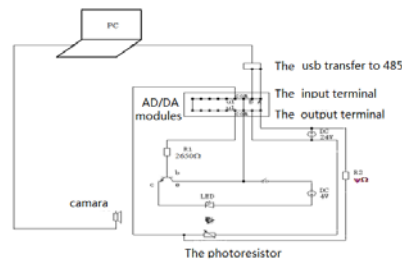 PC
The usb transfer to 485
The input terminal
AD/DA
modules
The output terminal
DC
24V
R1
2650Ω
R2
LED
DC
4V
camara
The photoresistor